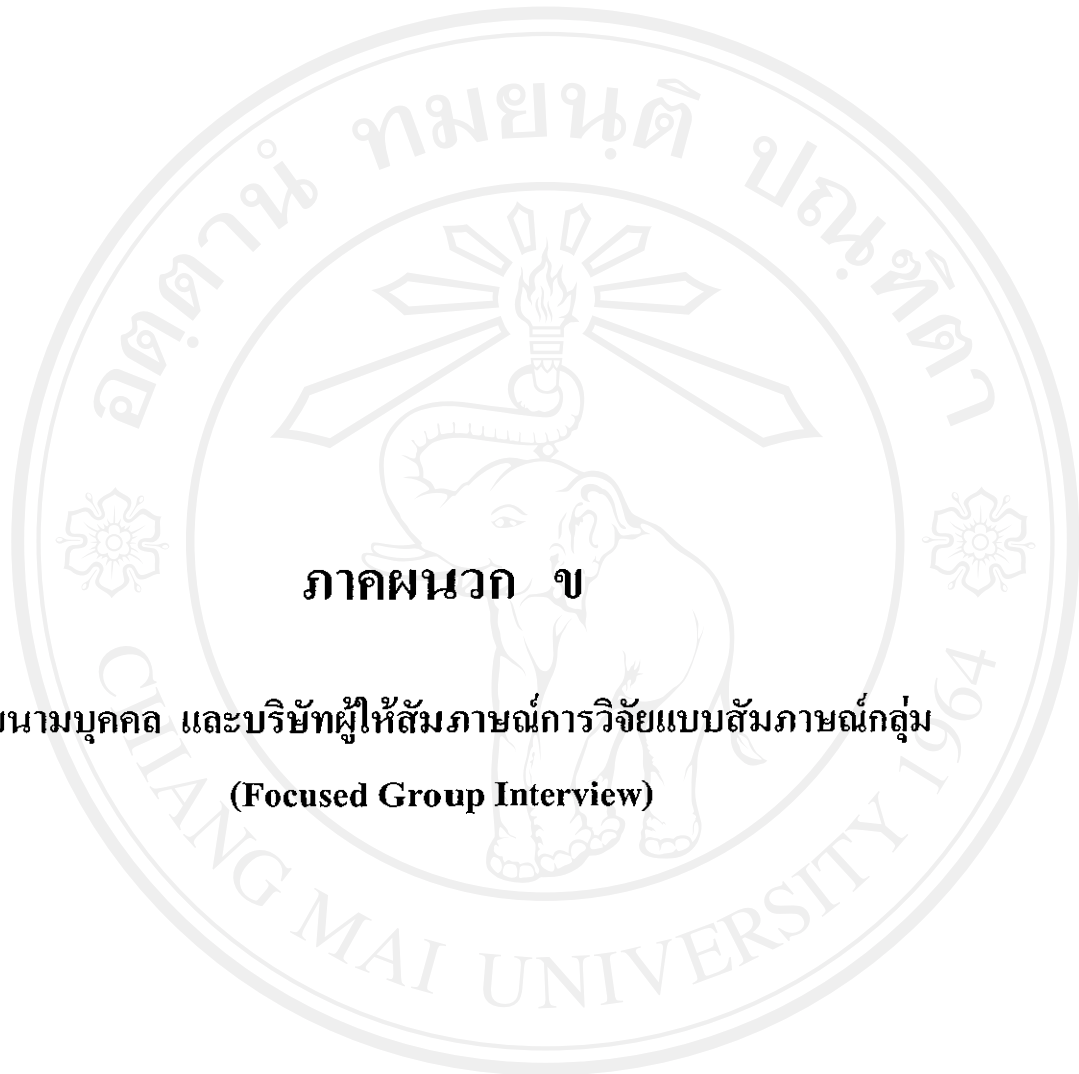 อตฺตานํ ทมยนฺติ ปณฺฑิตา
ภาคผนวก ข
นามบุคคล และบริษัทผู้ให้สัมภาษณ์การวิจัยแบบสัมภาษณ์กลุ่ม
(Focused Group Interview)
CHIANG MAI UNIVERSITY 1964